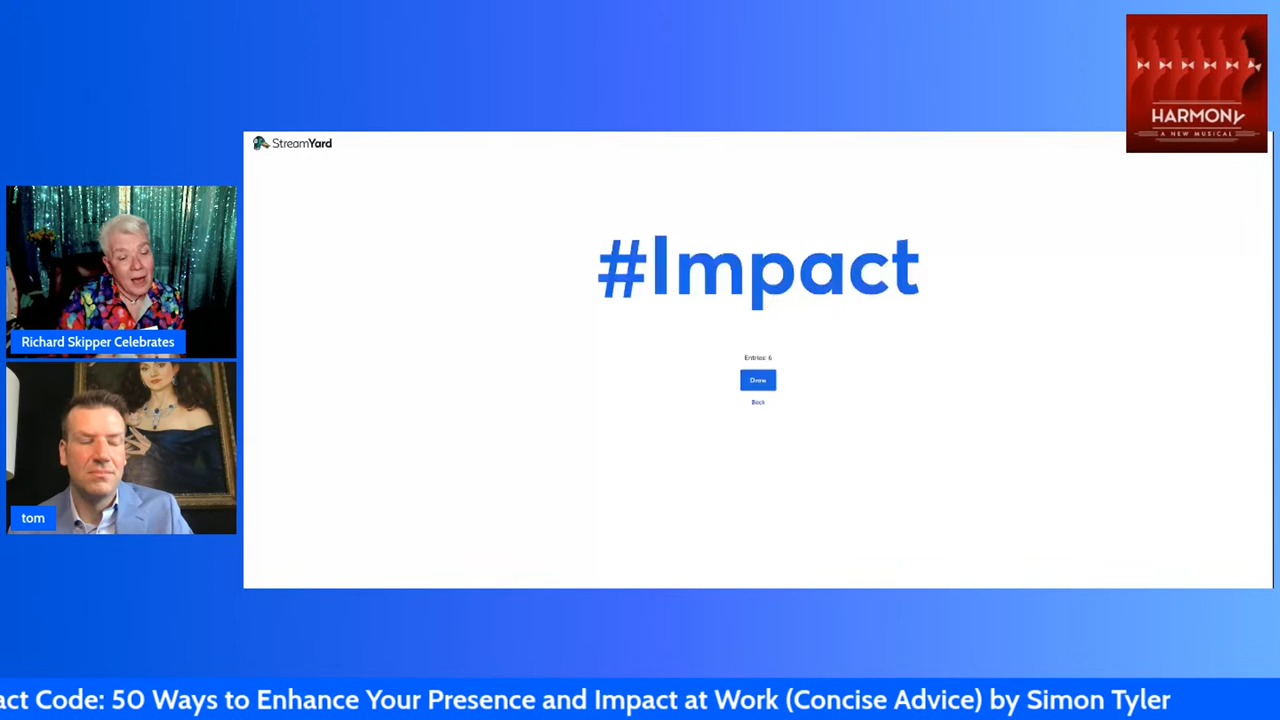 HARMONY
A NEW MUSICAL
StreamYard
#Impact
Entries: 6
Draw
Back
Richard Skipper Celebrates
tom
act Code: 50 Ways to Enhance Your Presence and Impact at Work (Concise Advice) by Simon Tyler